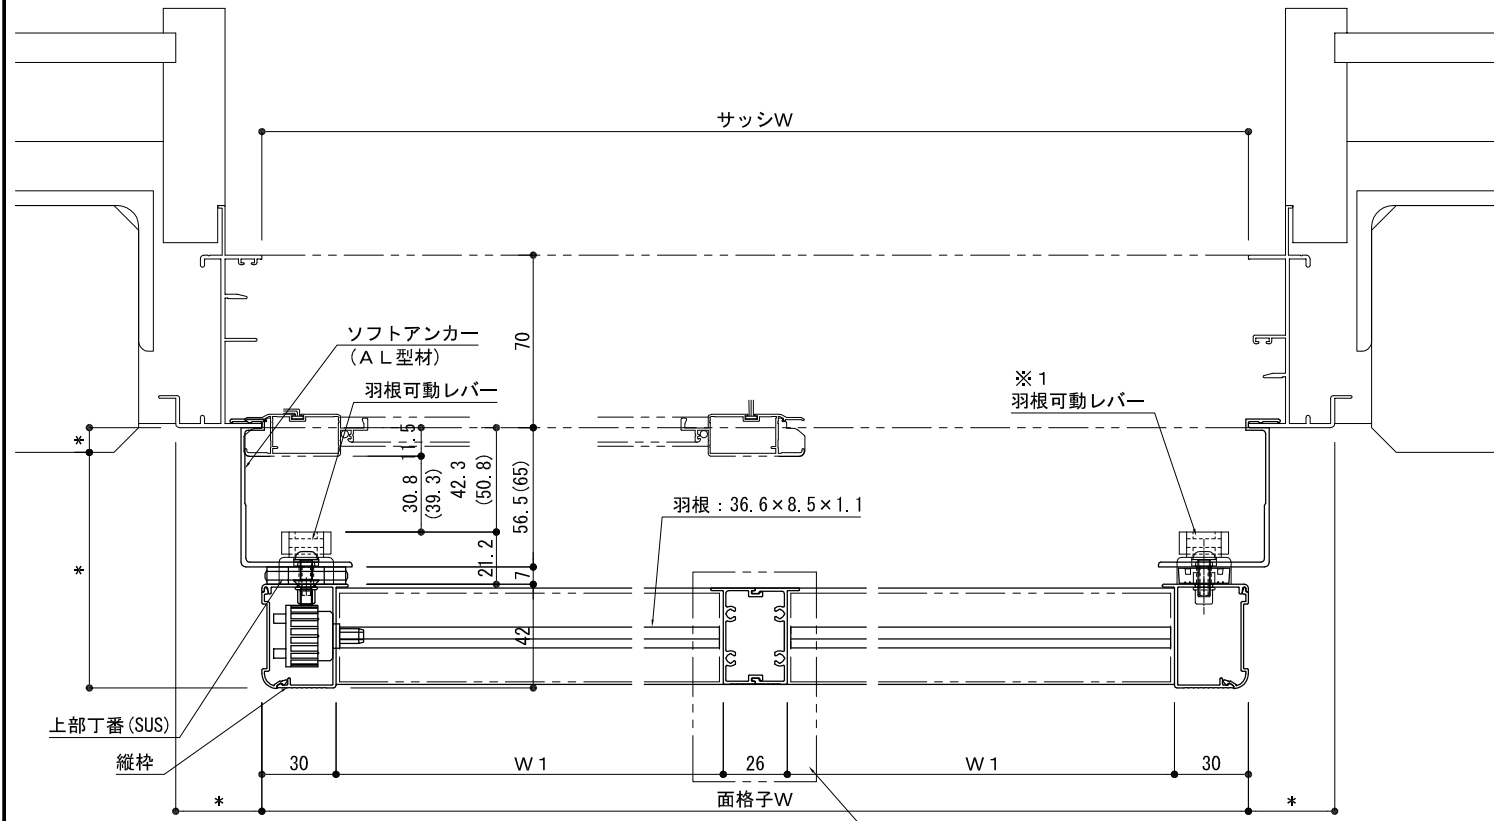 サッシW
70
ソフトアンカー
(ＡＬ型材)
羽根可動レバー
※１
羽根可動レバー
*
11.5
30.8
(39.3)
42.3
(50.8)
56.5(65)
羽根：36.6×8.5×1.1
*
21.2
7
42
上部丁番(SUS)
縦枠
30
W1
26
W1
30
*
面格子W
*